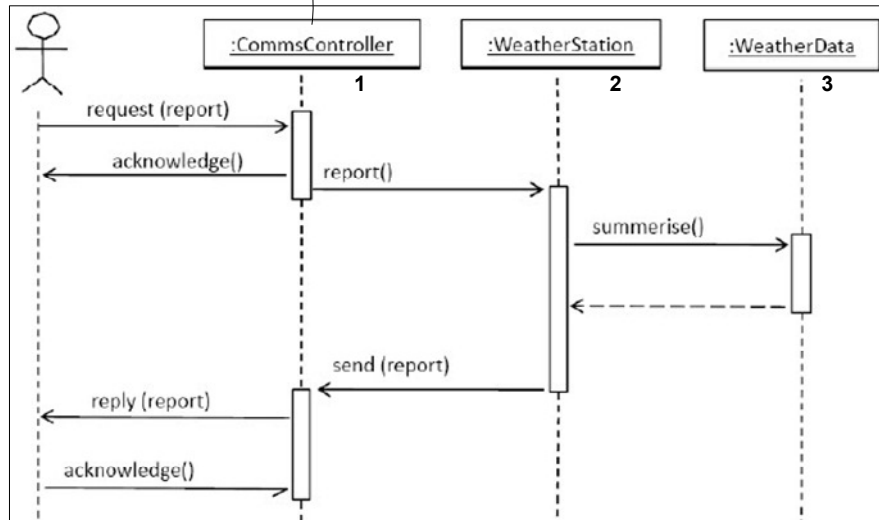 :CommsController
:WeatherStation
:WeatherData
1
2
3
request (report)
acknowledge()
report()
summerise()
send (report)
reply (report)
acknowledge()